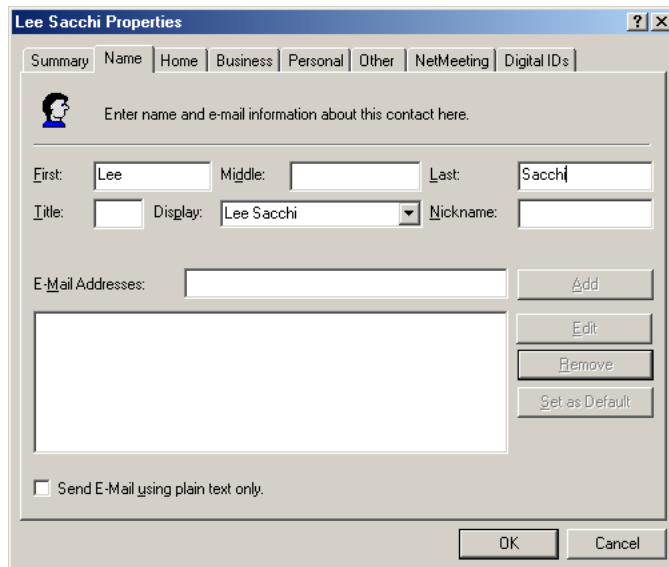 Lee Sacchi Properties
Summary Name Home Business Personal Other NetMeeting Digital IDs
Enter name and e-mail information about this contact here.
First: Lee Middle: Last: Sacchi
Title: Display: Lee Sacchi Nickname:
E-Mail Addresses: Add
Edit
Remove
Set as Default
Send E-Mail using plain text only.
OK Cancel